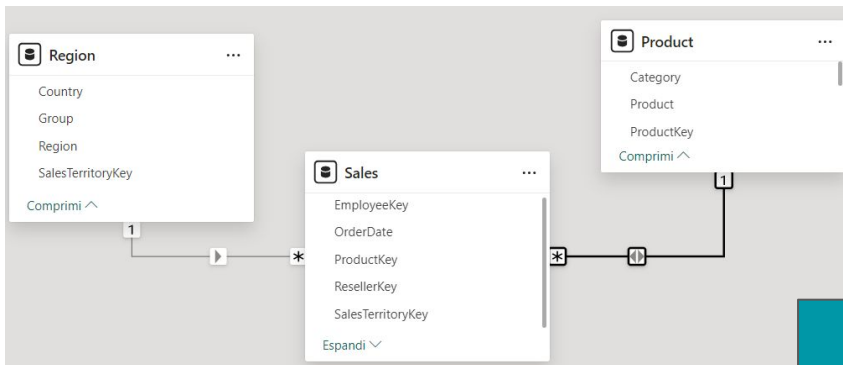 Region
...
Country
Group
Region
SalesTerritoryKey
Comprimi
1
Product
...
Category
Product
ProductKey
Comprimi
1
Sales
...
EmployeeKey
OrderDate
ProductKey
ResellerKey
SalesTerritoryKey
Espandi
*
*